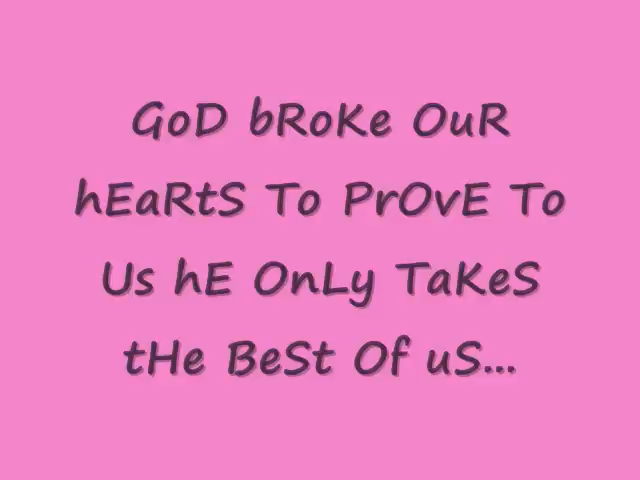 GoD bRoKe OuR
hEaRtS To PrOvE To
Us hE OnLy TaKeS
tHe BeSt Of uS...